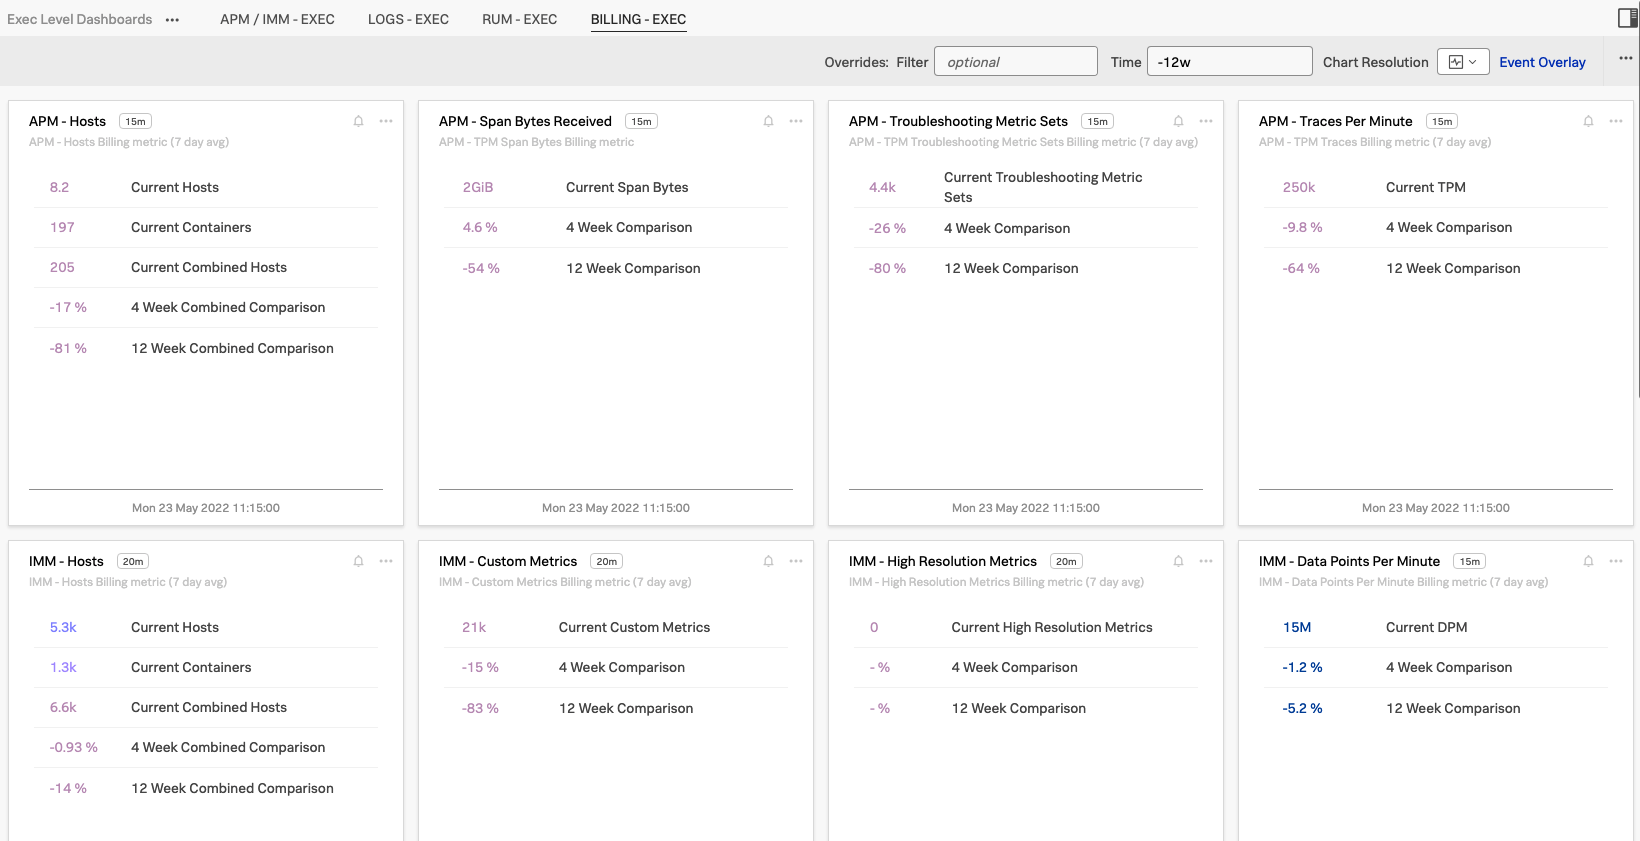 Exec Level Dashboards ••• APM / IMM - EXEC LOGS - EXEC RUM - EXEC BILLING - EXEC
Overrides: Filter optional Time -12w Chart Resolution Event Overlay
APM - Hosts 15m
APM - Hosts Billing metric (7 day avg)
8.2 Current Hosts
197 Current Containers
205 Current Combined Hosts
-17 % 4 Week Combined Comparison
-81 % 12 Week Combined Comparison
Mon 23 May 2022 11:15:00
APM - Span Bytes Received 15m
APM - TPM Span Bytes Billing metric
2GiB Current Span Bytes
4.6 % 4 Week Comparison
-54 % 12 Week Comparison
Mon 23 May 2022 11:15:00
APM - Troubleshooting Metric Sets 15m
APM - TPM Troubleshooting Metric Sets Billing metric (7 day avg)
4.4k Current Troubleshooting Metric
Sets
-26 % 4 Week Comparison
-80 % 12 Week Comparison
Mon 23 May 2022 11:15:00
APM - Traces Per Minute 15m
APM - TPM Traces Billing metric (7 day avg)
250k Current TPM
-9.8 % 4 Week Comparison
-64 % 12 Week Comparison
Mon 23 May 2022 11:15:00
IMM - Hosts 20m
IMM - Hosts Billing metric (7 day avg)
5.3k Current Hosts
1.3k Current Containers
6.6k Current Combined Hosts
-0.93 % 4 Week Combined Comparison
-14 % 12 Week Combined Comparison
IMM - Custom Metrics 20m
IMM - Custom Metrics Billing metric (7 day avg)
21k Current Custom Metrics
-15 % 4 Week Comparison
-83 % 12 Week Comparison
IMM - High Resolution Metrics 20m
IMM - High Resolution Metrics Billing metric (7 day avg)
0 Current High Resolution Metrics
- % 4 Week Comparison
- % 12 Week Comparison
IMM - Data Points Per Minute 15m
IMM - Data Points Per Minute Billing metric (7 day avg)
15M Current DPM
-1.2 % 4 Week Comparison
-5.2 % 12 Week Comparison